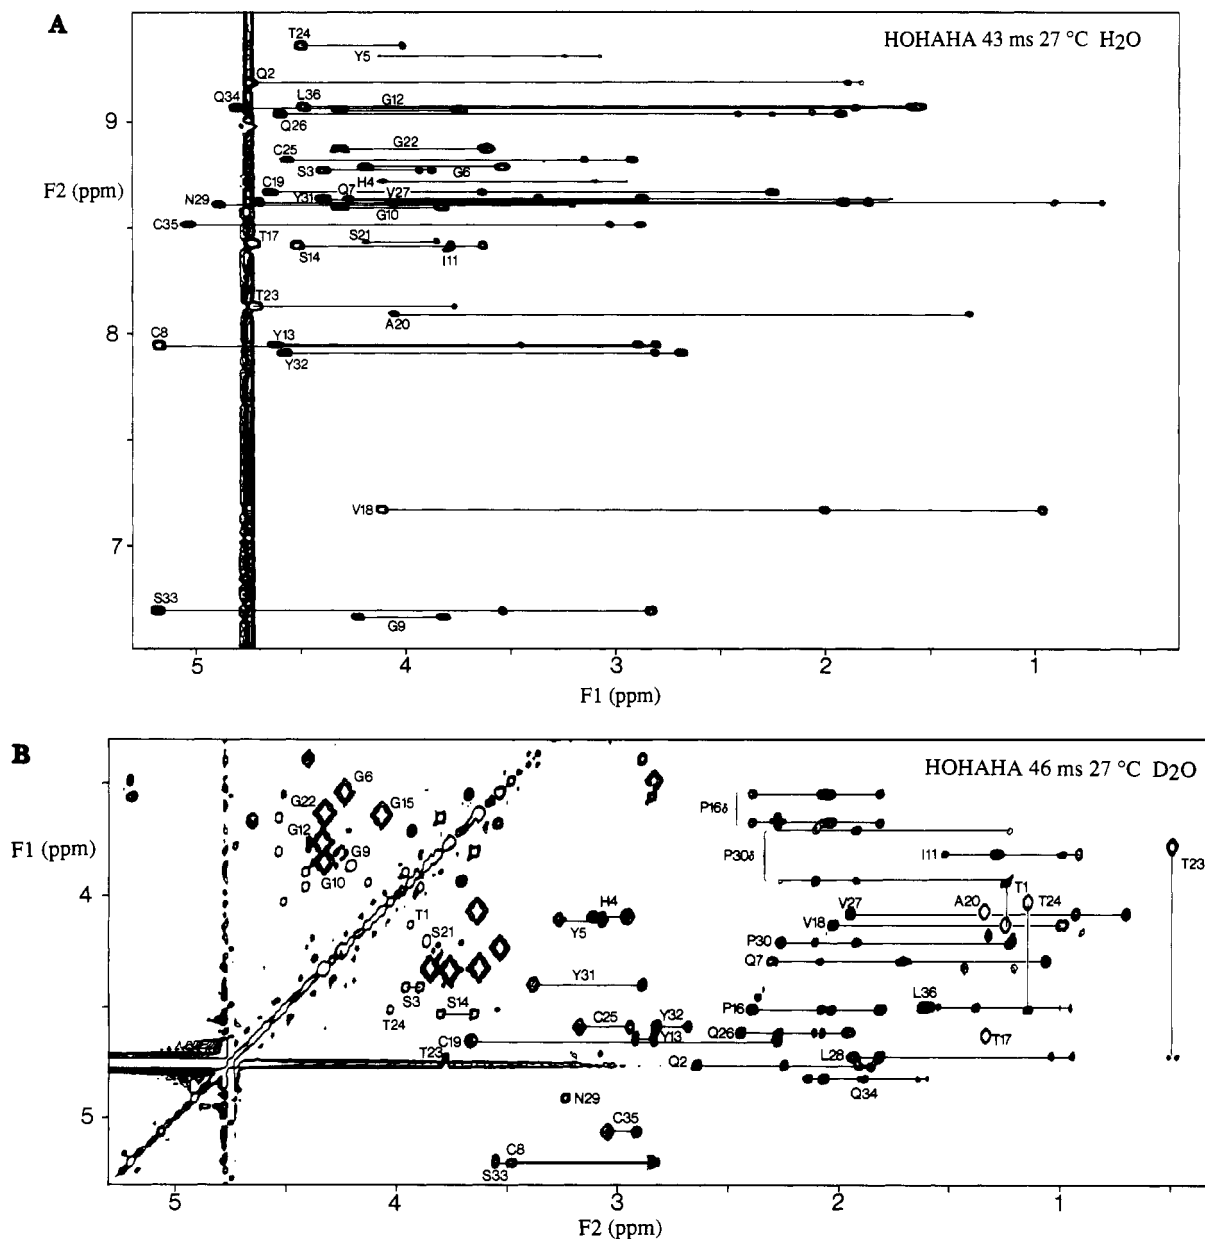 A
HOHAHA 43 ms 27 °C H2O
T24
Y5
Q2
Q34
L36
G12
Q26
G22
C25
S3
G6
H4
C19
Q7
V27
Y31
N29
G10
C35
T17
S21
S14
I11
T23
A20
C8
Y13
Y32
V18
S33
G9
9
8
7
F2 (ppm)
5
4
3
2
1
F1 (ppm)
B
HOHAHA 46 ms 27 °C D2O
G6
G22
G15
G12
G9
G10
P16δ
P30δ
I11
T23
T1
T24
A20
V27
V18
H4
Y5
T1
S21
P30
Q7
Y31
S3
S14
T24
P16
L36
C25
Y32
Q26
T17
C19
Y13
T23
L28
Q2
Q34
N29
C35
C8
S33
F1 (ppm)
4
5
5
4
3
2
1
F2 (ppm)